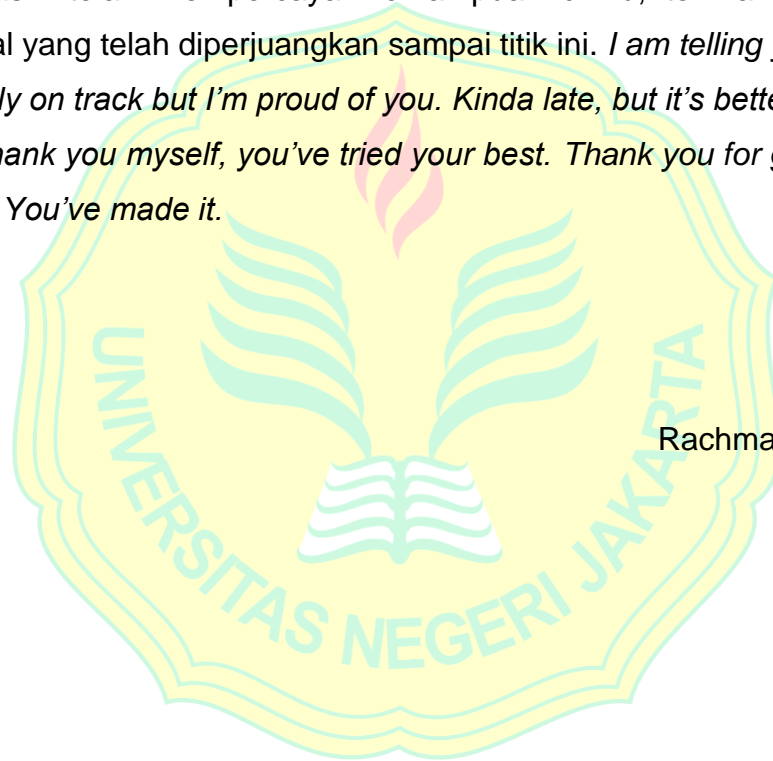 al yang telah diperjuangkan sampai titik ini. I am telling
ly on track but I'm proud of you. Kinda late, but it's
hank you myself, you've tried your best. Thank you for
You've made it.
Rachma
UNIVERSITAS NEGERI JAKARTA